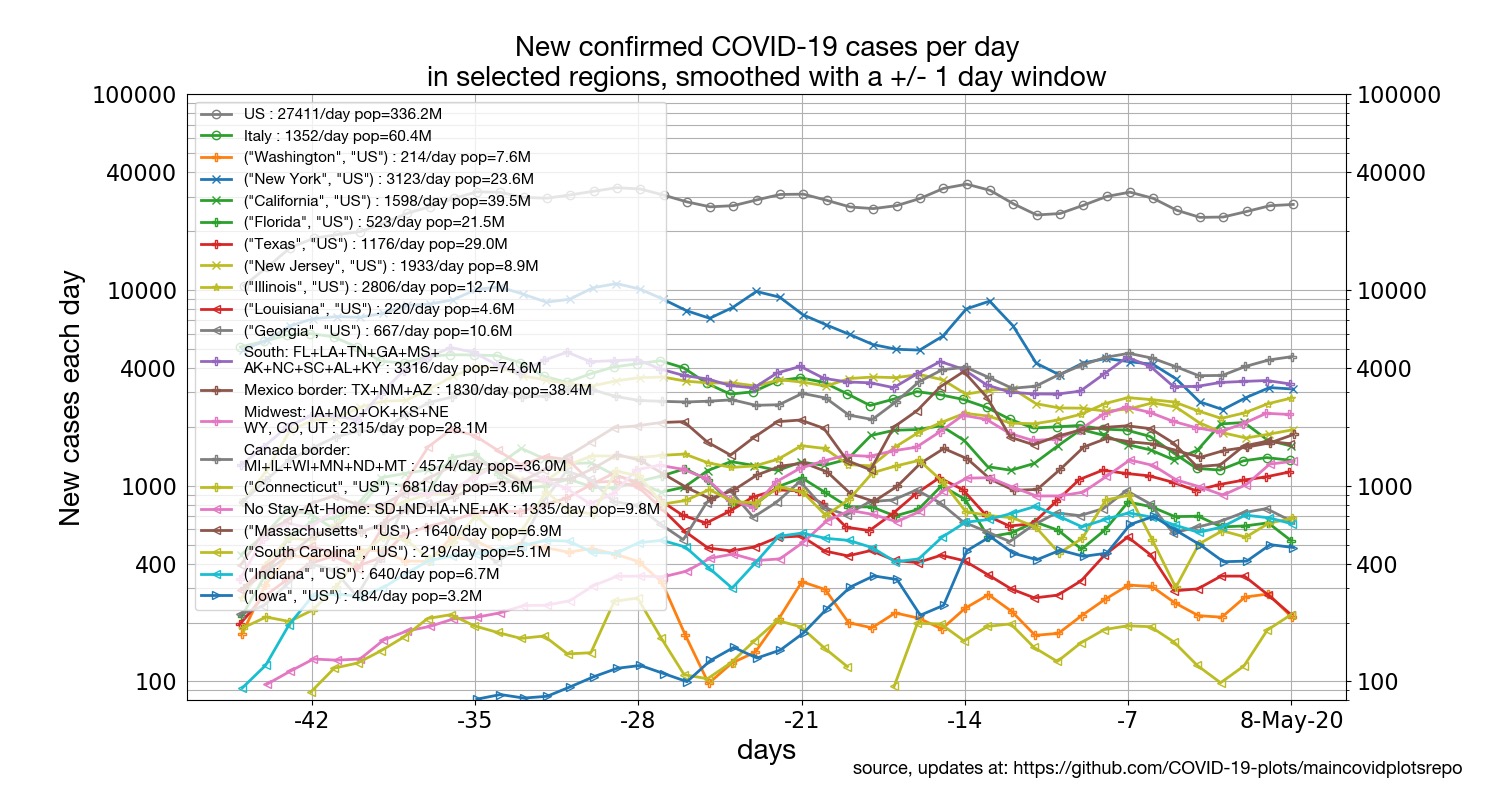 New confirmed COVID-19 cases per day
in selected regions, smoothed with a +/- 1 day window
100000
40000
10000
4000
1000
400
100
New cases each day
US : 27411/day pop=336.2M
Italy : 1352/day pop=60.4M
("Washington", "US") : 214/day pop=7.6M
("New York", "US") : 3123/day pop=23.6M
("California", "US") : 1598/day pop=39.5M
("Florida", "US") : 523/day pop=21.5M
("Texas", "US") : 1176/day pop=29.0M
("New Jersey", "US") : 1933/day pop=8.9M
("Illinois", "US") : 2806/day pop=12.7M
("Louisiana", "US") : 220/day pop=4.6M
("Georgia", "US") : 667/day pop=10.6M
South: FL+LA+TN+GA+MS+
AK+NC+SC+AL+KY : 3316/day pop=74.6M
Mexico border: TX+NM+AZ : 1830/day pop=38.4M
Midwest: IA+MO+OK+KS+NE
WY, CO, UT : 2315/day pop=28.1M
Canada border:
MI+IL+WI+MN+ND+MT : 4574/day pop=36.0M
("Connecticut", "US") : 681/day pop=3.6M
No Stay-At-Home: SD+ND+IA+NE+AK : 1335/day pop=9.8M
("Massachusetts", "US") : 1640/day pop=6.9M
("South Carolina", "US") : 219/day pop=5.1M
("Indiana", "US") : 640/day pop=6.7M
("Iowa", "US") : 484/day pop=3.2M
100000
40000
10000
4000
1000
400
100
-42 -35 -28 -21 -14 -7 8-May-20
days
source, updates at: https://github.com/COVID-19-plots/maincovidplotsrepo